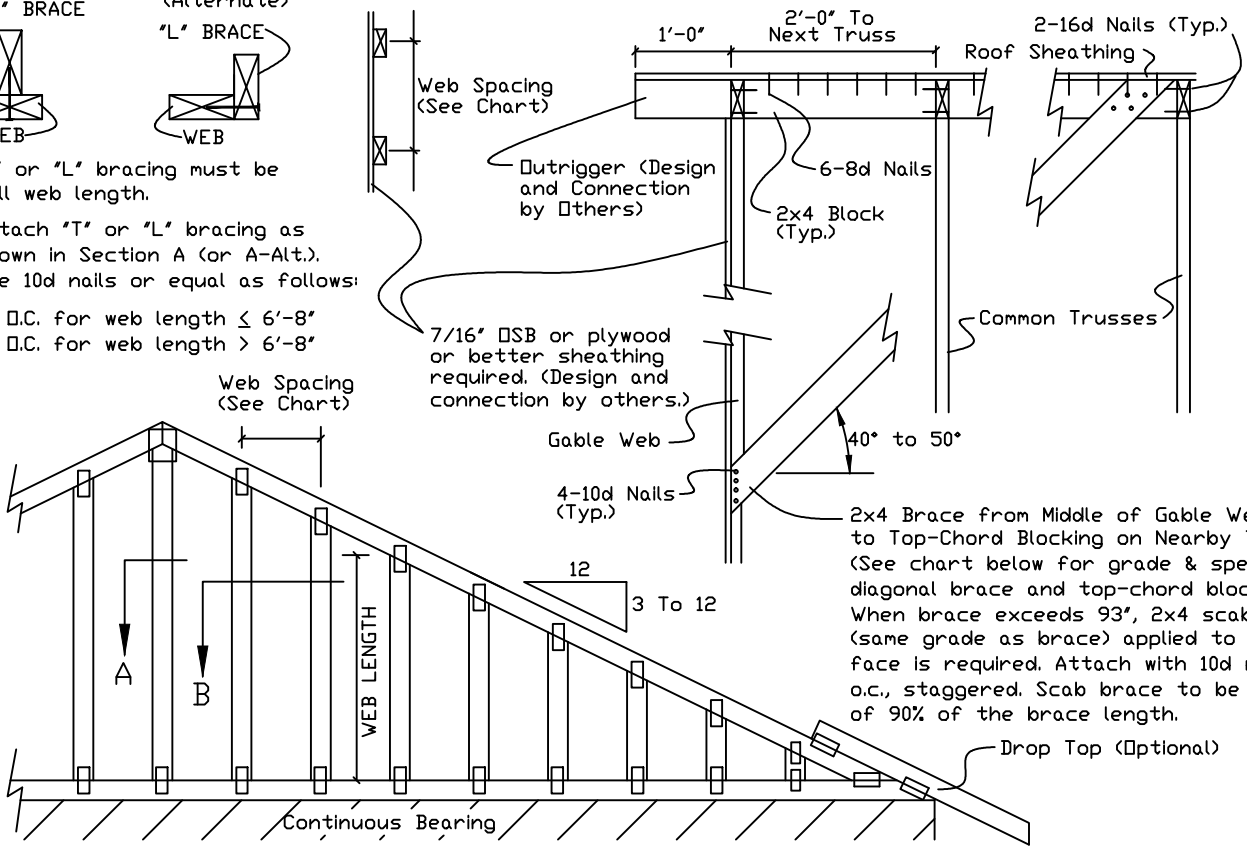 " BRACE
(Alternate)
"L" BRACE
WEB
WEB
or "L" bracing must be
web length.
"T" or "L" bracing as
in Section A (or A-Alt.).
10d nails or equal as follows:
O.C. for web length ≤ 6'-8"
O.C. for web length > 6'-8"
Web Spacing
(See Chart)
1'-0"
2'-0" To
Next Truss
2-16d Nails (Typ.)
Roof Sheathing
Outrigger (Design
and Connection
by Others)
6-8d Nails
2x4 Block
(Typ.)
Common Trusses
7/16" OSB or plywood
or better sheathing
required. (Design and
connection by others.)
Gable Web
40° to 50°
4-10d Nails
(Typ.)
2x4 Brace from Middle of Gable
to Top-Chord Blocking on Nearby
(See chart below for grade &
diagonal brace and top-chord
When brace exceeds 93", 2x4 scab
(same grade as brace) applied to
face is required. Attach with 10d
o.c., staggered. Scab brace to be
of 90% of the brace length.
Web Spacing
(See Chart)
12
3 To 12
A
B
WEB LENGTH
Drop Top (Optional)
Continuous Bearing